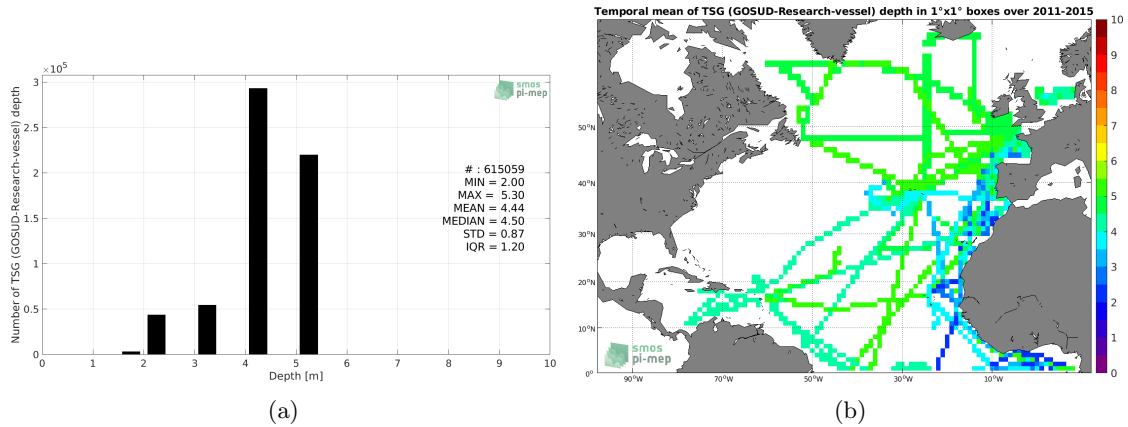 ×10⁵
3
2.5
2
1.5
1
0.5
0
Number of TSG (GOSUD-Research-vessel) depth
0 1 2 3 4 5 6 7 8 9 10
Depth [m]
smos
pi-mep
# : 615059
MIN = 2.00
MAX = 5.30
MEAN = 4.44
MEDIAN = 4.50
STD = 0.87
IQR = 1.20
(a)
Temporal mean of TSG (GOSUD-Research-vessel) depth in 1°x1° boxes over 2011-2015
50°N
40°N
30°N
20°N
10°N
0°
90°W 70°W 50°W 30°W 10°W
smos
pi-mep
10
9
8
7
6
5
4
3
2
1
0
(b)